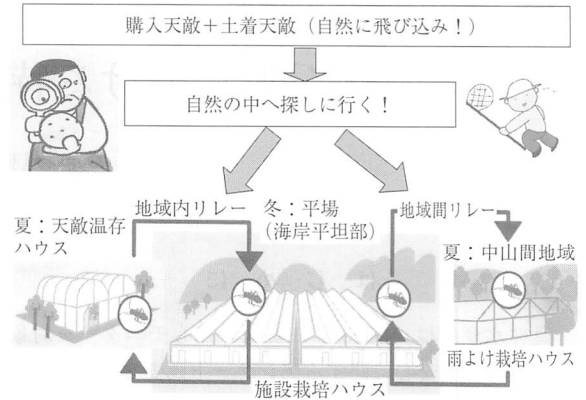 購入天敵＋土着天敵（自然に飛び込み！）
自然の中へ探しに行く！
地域内リレー
冬：平場
（海岸平坦部）
地域間リレー
夏：天敵温存
ハウス
夏：中山間地域
雨よけ栽培ハウス
施設栽培ハウス